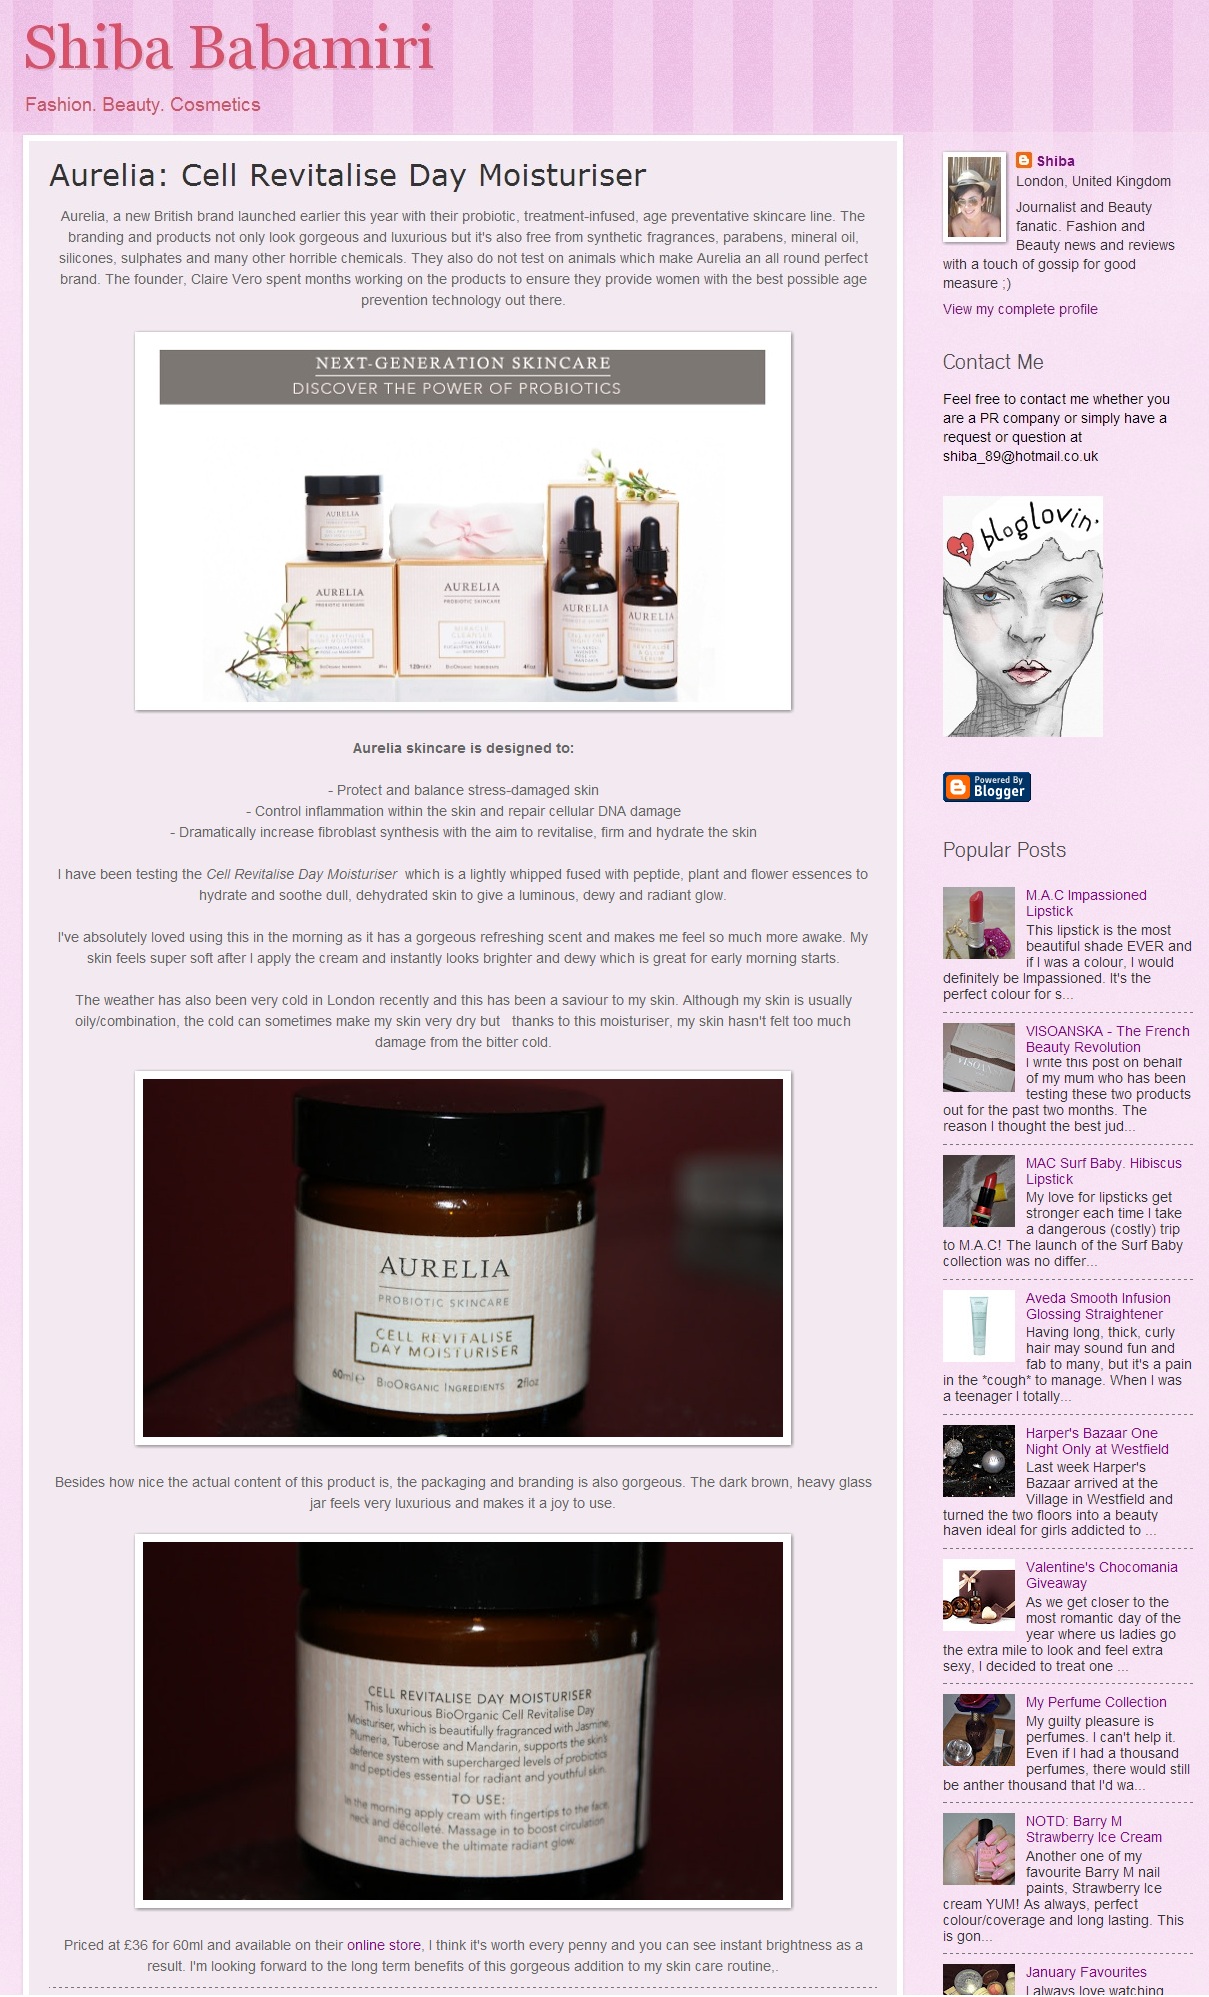 Shiba Babamiri
Fashion. Beauty. Cosmetics
Aurelia: Cell Revitalise Day Moisturiser
Aurelia, a new British brand launched earlier this year with their probiotic, treatment-infused, age preventative skincare line. The
branding and products not only look gorgeous and luxurious but it's also free from synthetic fragrances, parabens, mineral oil,
silicones, sulphates and many other horrible chemicals. They also do not test on animals which make Aurelia an all round perfect
brand. The founder, Claire Vero spent months working on the products to ensure they provide women with the best possible age
prevention technology out there.
NEXT-GENERATION SKINCARE
DISCOVER THE POWER OF PROBIOTICS
AURELIA
AURELIA
PROBIOTIC SKINCARE
CELL REVITALISE
NIGHT MOISTURISER
AURELIA
PROBIOTIC SKINCARE
MIRACLE
CLEANSER
120ml BIOORGANIC INGREDIENTS 4floz
AURELIA
CELL REPAIR
NIGHT OIL
AURELIA
REVITALISE
& GLOW
SERUM
Aurelia skincare is designed to:
- Protect and balance stress-damaged skin
- Control inflammation within the skin and repair cellular DNA damage
- Dramatically increase fibroblast synthesis with the aim to revitalise, firm and hydrate the skin
I have been testing the Cell Revitalise Day Moisturiser which is a lightly whipped fused with peptide, plant and flower essences to
hydrate and soothe dull, dehydrated skin to give a luminous, dewy and radiant glow.
I've absolutely loved using this in the morning as it has a gorgeous refreshing scent and makes me feel so much more awake. My
skin feels super soft after I apply the cream and instantly looks brighter and dewy which is great for early morning starts.
The weather has also been very cold in London recently and this has been a saviour to my skin. Although my skin is usually
oily/combination, the cold can sometimes make my skin very dry but thanks to this moisturiser, my skin hasn't felt too much
damage from the bitter cold.
AURELIA
PROBIOTIC SKINCARE
CELL REVITALISE
DAY MOISTURISER
60ml e BIOORGANIC INGREDIENTS 2floz
Besides how nice the actual content of this product is, the packaging and branding is also gorgeous. The dark brown, heavy glass
jar feels very luxurious and makes it a joy to use.
CELL REVITALISE DAY MOISTURISER
This luxurious BioOrganic Cell Revitalise Day
Moisturiser, which is beautifully fragranced with Jasmine,
Plumeria, Tuberose and Mandarin, supports the skin's
defence system with supercharged levels of probiotics
and peptides essential for radiant and youthful skin.
TO USE:
In the morning apply cream with fingertips to the face,
neck and décolleté. Massage in to boost circulation
and achieve the ultimate radiant glow.
Priced at £36 for 60ml and available on their online store, I think it's worth every penny and you can see instant brightness as a
result. I'm looking forward to the long term benefits of this gorgeous addition to my skin care routine,.
Shiba
London, United Kingdom
Journalist and Beauty
fanatic. Fashion and
Beauty news and reviews
with a touch of gossip for good
measure ;)
View my complete profile
Contact Me
Feel free to contact me whether you
are a PR company or simply have a
request or question at
shiba_89@hotmail.co.uk
bloglovin'
Powered By
Blogger
Popular Posts
M.A.C Impassioned
Lipstick
This lipstick is the most
beautiful shade EVER and
if I was a colour, I would
definitely be Impassioned. It's the
perfect colour for s...
VISOANSKA - The French
Beauty Revolution
I write this post on behalf
of my mum who has been
testing these two products
out for the past two months. The
reason I thought the best jud...
MAC Surf Baby. Hibiscus
Lipstick
My love for lipsticks get
stronger each time I take
a dangerous (costly) trip
to M.A.C! The launch of the Surf Baby
collection was no differ...
Aveda Smooth Infusion
Glossing Straightener
Having long, thick, curly
hair may sound fun and
fab to many, but it's a pain
in the *cough* to manage. When I was
a teenager I totally...
Harper's Bazaar One
Night Only at Westfield
Last week Harper's
Bazaar arrived at the
Village in Westfield and
turned the two floors into a beauty
haven ideal for girls addicted to ...
Valentine's Chocomania
Giveaway
As we get closer to the
most romantic day of the
year where us ladies go
the extra mile to look and feel extra
sexy, I decided to treat one ...
My Perfume Collection
My guilty pleasure is
perfumes. I can't help it.
Even if I had a thousand
perfumes, there would still
be anther thousand that I'd wa...
NOTD: Barry M
Strawberry Ice Cream
Another one of my
favourite Barry M nail
paints, Strawberry Ice
cream YUM! As always, perfect
colour/coverage and long lasting. This
is gon...
January Favourites
I always love watching